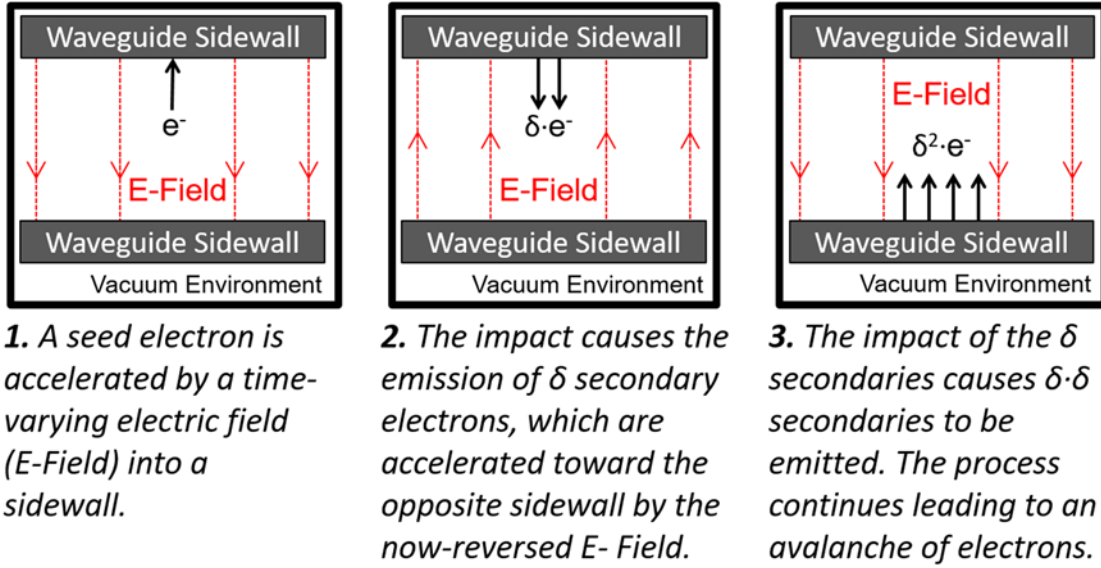 Waveguide Sidewall
e-
E-Field
Waveguide Sidewall
Vacuum Environment
1. A seed electron is
accelerated by a time-
varying electric field
(E-Field) into a
sidewall.
Waveguide Sidewall
δ·e-
E-Field
Waveguide Sidewall
Vacuum Environment
2. The impact causes the
emission of δ secondary
electrons, which are
accelerated toward the
opposite sidewall by the
now-reversed E- Field.
Waveguide Sidewall
E-Field
δ²·e-
Waveguide Sidewall
Vacuum Environment
3. The impact of the δ
secondaries causes δ·δ
secondaries to be
emitted. The process
continues leading to an
avalanche of electrons.